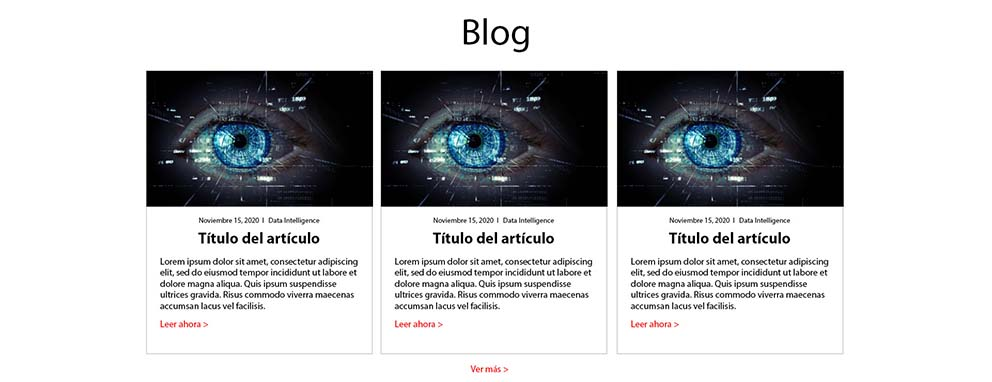 Blog
Noviembre 15, 2020 I Data Intelligence
Título del artículo
Lorem ipsum dolor sit amet, consectetur adipiscing
elit, sed do eiusmod tempor incididunt ut labore et
dolore magna aliqua. Quis ipsum suspendisse
ultrices gravida. Risus commodo viverra maecenas
accumsan lacus vel facilisis.
Leer ahora >
Noviembre 15, 2020 I Data Intelligence
Título del artículo
Lorem ipsum dolor sit amet, consectetur adipiscing
elit, sed do eiusmod tempor incididunt ut labore et
dolore magna aliqua. Quis ipsum suspendisse
ultrices gravida. Risus commodo viverra maecenas
accumsan lacus vel facilisis.
Leer ahora >
Noviembre 15, 2020 I Data Intelligence
Título del artículo
Lorem ipsum dolor sit amet, consectetur adipiscing
elit, sed do eiusmod tempor incididunt ut labore et
dolore magna aliqua. Quis ipsum suspendisse
ultrices gravida. Risus commodo viverra maecenas
accumsan lacus vel facilisis.
Leer ahora >
Ver más >